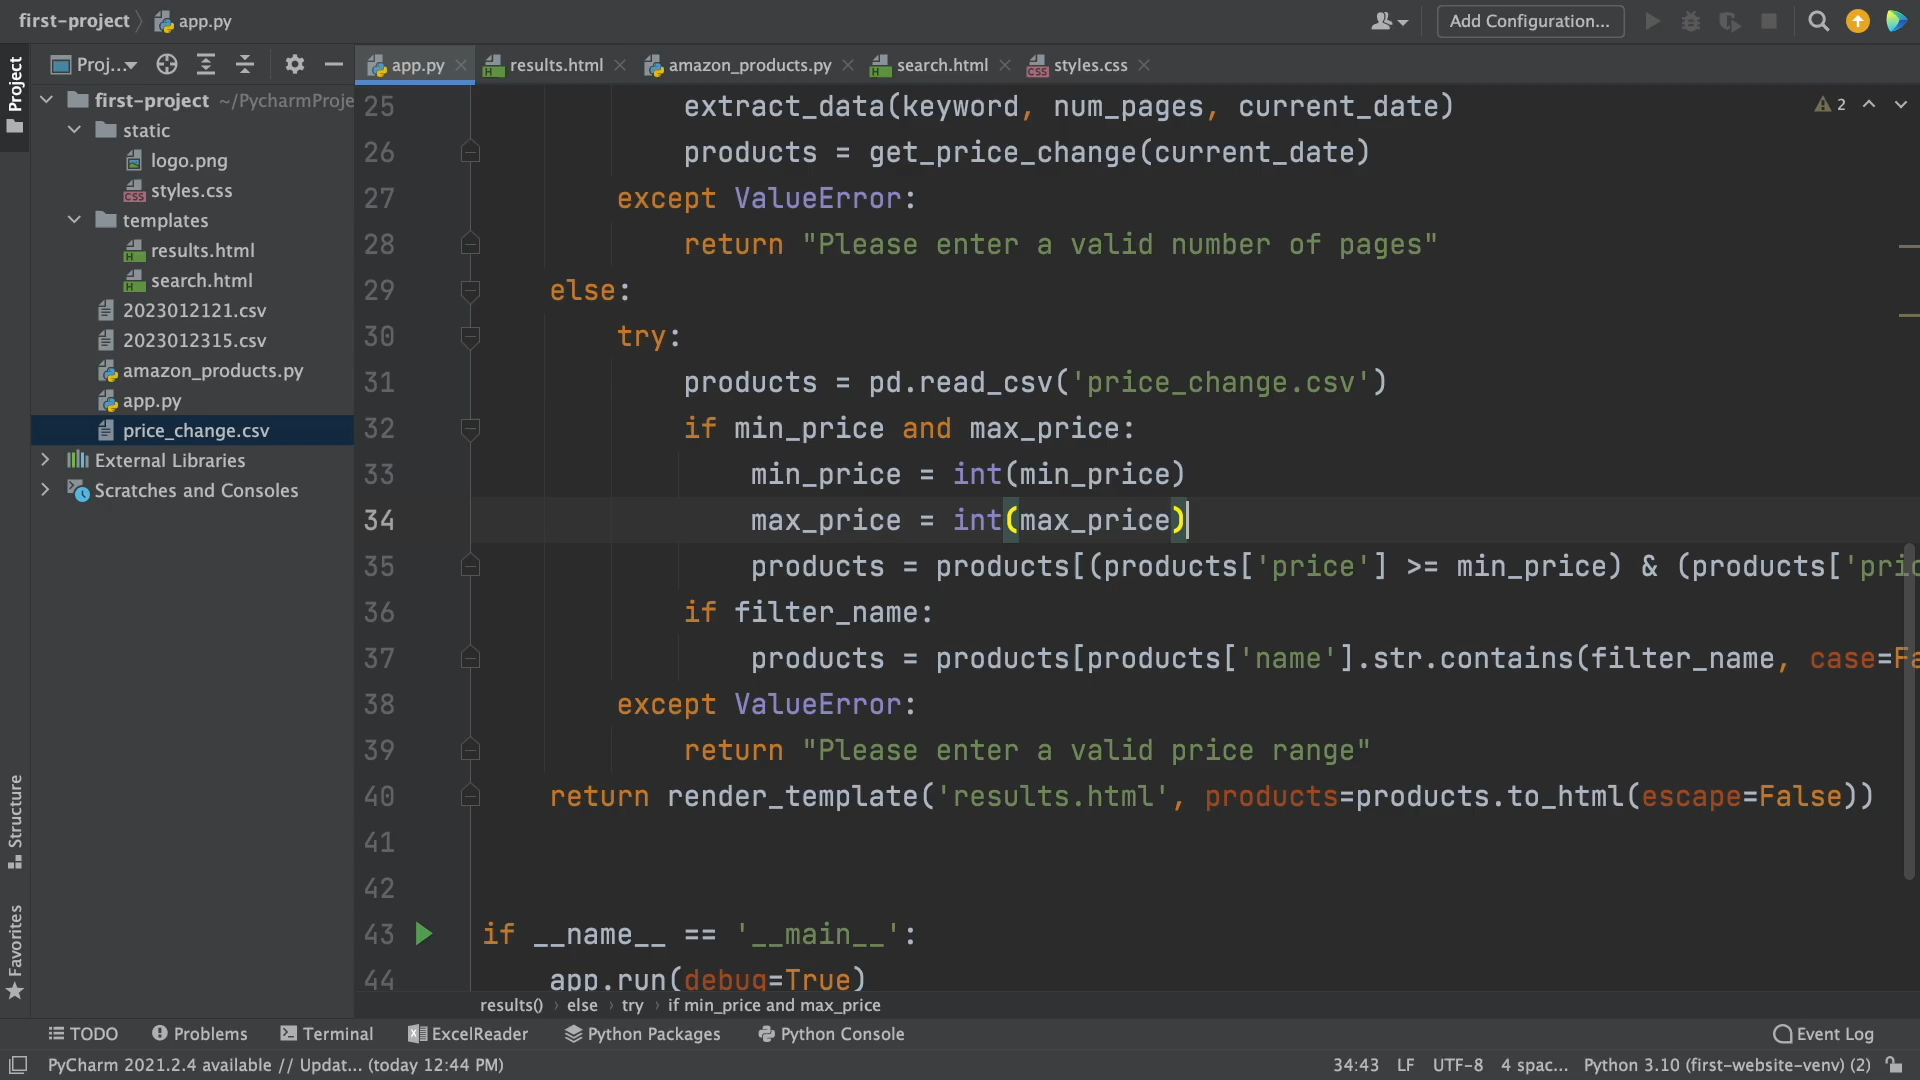 first-project
app.py
Add Configuration...
Project
Proj...
app.py
results.html
amazon_products.py
search.html
styles.css
first-project ~/PycharmProje
static
logo.png
styles.css
templates
results.html
search.html
2023012121.csv
2023012315.csv
amazon_products.py
app.py
price_change.csv
External Libraries
Scratches and Consoles
2
25 extract_data(keyword, num_pages, current_date)
26 products = get_price_change(current_date)
27 except ValueError:
28 return "Please enter a valid number of pages"
29 else:
30 try:
31 products = pd.read_csv('price_change.csv')
32 if min_price and max_price:
33 min_price = int(min_price)
34 max_price = int(max_price)
35 products = products[(products['price'] >= min_price) & (products['pric
36 if filter_name:
37 products = products[products['name'].str.contains(filter_name, case=Fa
38 except ValueError:
39 return "Please enter a valid price range"
40 return render_template('results.html', products=products.to_html(escape=False))
41
42
43 if __name__ == '__main__':
44 app.run(debug=True)
Structure
Favorites
results() › else › try › if min_price and max_price
TODO
Problems
Terminal
ExcelReader
Python Packages
Python Console
Event Log
PyCharm 2021.2.4 available // Updat... (today 12:44 PM)
34:43 LF UTF-8 4 spac... Python 3.10 (first-website-venv) (2)